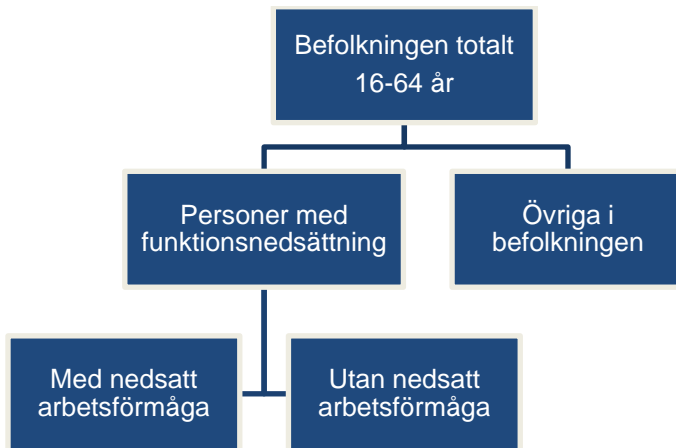 Befolkningen totalt
16-64 år
Personer med
funktionsnedsättning
Övriga i
befolkningen
Med nedsatt
arbetsförmåga
Utan nedsatt
arbetsförmåga